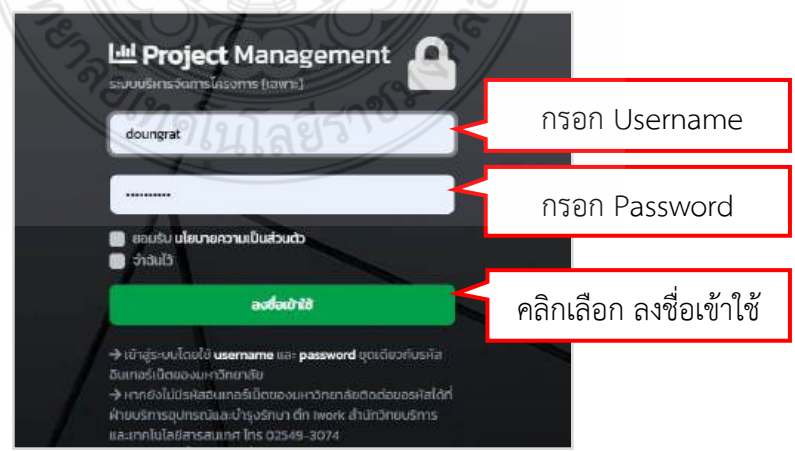 Project Management
ระบบบริหารจัดการโครงการ [เฉพาะ]
doungrat
กรอก Username
••••••••••
กรอก Password
ยอมรับ นโยบายความเป็นส่วนตัว
จำฉันไว้
ลงชื่อเข้าใช้
คลิกเลือก ลงชื่อเข้าใช้
→ เข้าสู่ระบบโดยใช้ username และ password ชุดเดียวกับรหัส
อินเทอร์เน็ตของมหาวิทยาลัย
→ หากยังไม่มีรหัสอินเทอร์เน็ตของมหาวิทยาลัยติดต่อขอรหัสได้ที่
ฝ่ายบริการอุปกรณ์และบำรุงรักษา ตึก Iwork สำนักวิทยบริการ
และเทคโนโลยีสารสนเทศ โทร 02549-3074